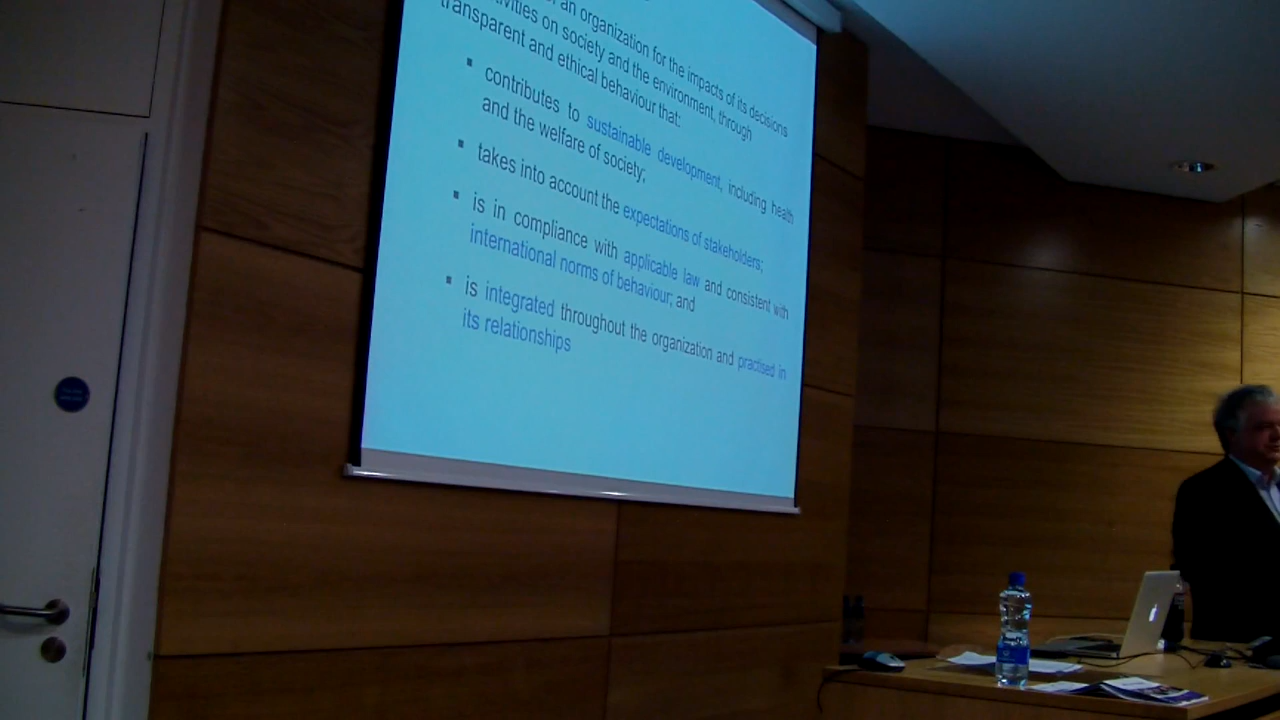 an organization for the impacts of its decisions
on society and the environment, through
transparent and ethical behaviour that:
▪ contributes to sustainable development, including health
and the welfare of society;
▪ takes into account the expectations of stakeholders;
▪ is in compliance with applicable law and consistent with
international norms of behaviour; and
▪ is integrated throughout the organization and practised in
its relationships